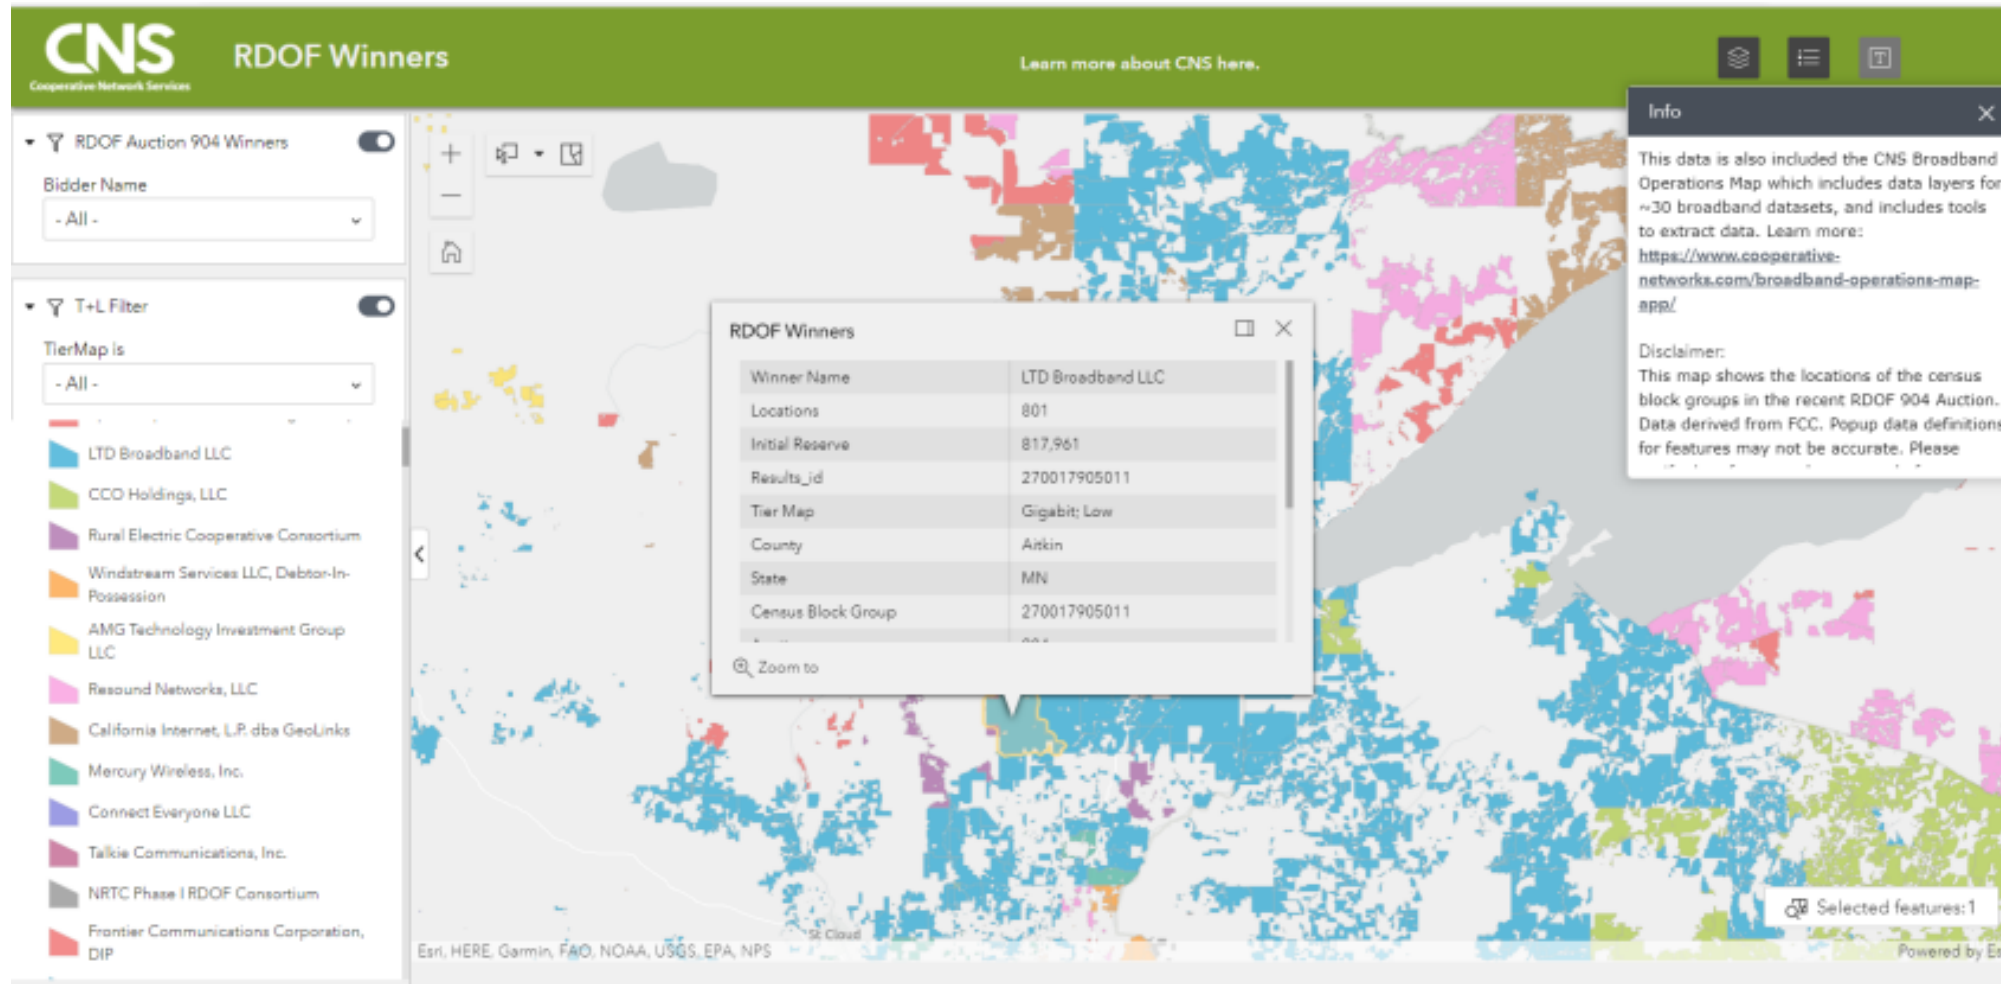 CNS
Cooperative Network Services
RDOF Winners
Learn more about CNS here.
RDOF Auction 904 Winners
Bidder Name
- All -
T+L Filter
TierMap is
- All -
LTD Broadband LLC
CCO Holdings, LLC
Rural Electric Cooperative Consortium
Windstream Services LLC, Debtor-In-
Possession
AMG Technology Investment Group
LLC
Resound Networks, LLC
California Internet, L.P. dba GeoLinks
Mercury Wireless, Inc.
Connect Everyone LLC
Talkie Communications, Inc.
NRTC Phase I RDOF Consortium
Frontier Communications Corporation,
DIP
RDOF Winners
Winner Name LTD Broadband LLC
Locations 801
Initial Reserve 817,961
Results_id 270017905011
Tier Map Gigabit; Low
County Aitkin
State MN
Census Block Group 270017905011
Zoom to
Info
This data is also included the CNS Broadband
Operations Map which includes data layers for
~30 broadband datasets, and includes tools
to extract data. Learn more:
https://www.cooperative-
networks.com/broadband-operations-map-
app/
Disclaimer:
This map shows the locations of the census
block groups in the recent RDOF 904 Auction.
Data derived from FCC. Popup data definitions
for features may not be accurate. Please
Selected features:1
St Cloud
Esri, HERE, Garmin, FAO, NOAA, USGS, EPA, NPS
Powered by Es